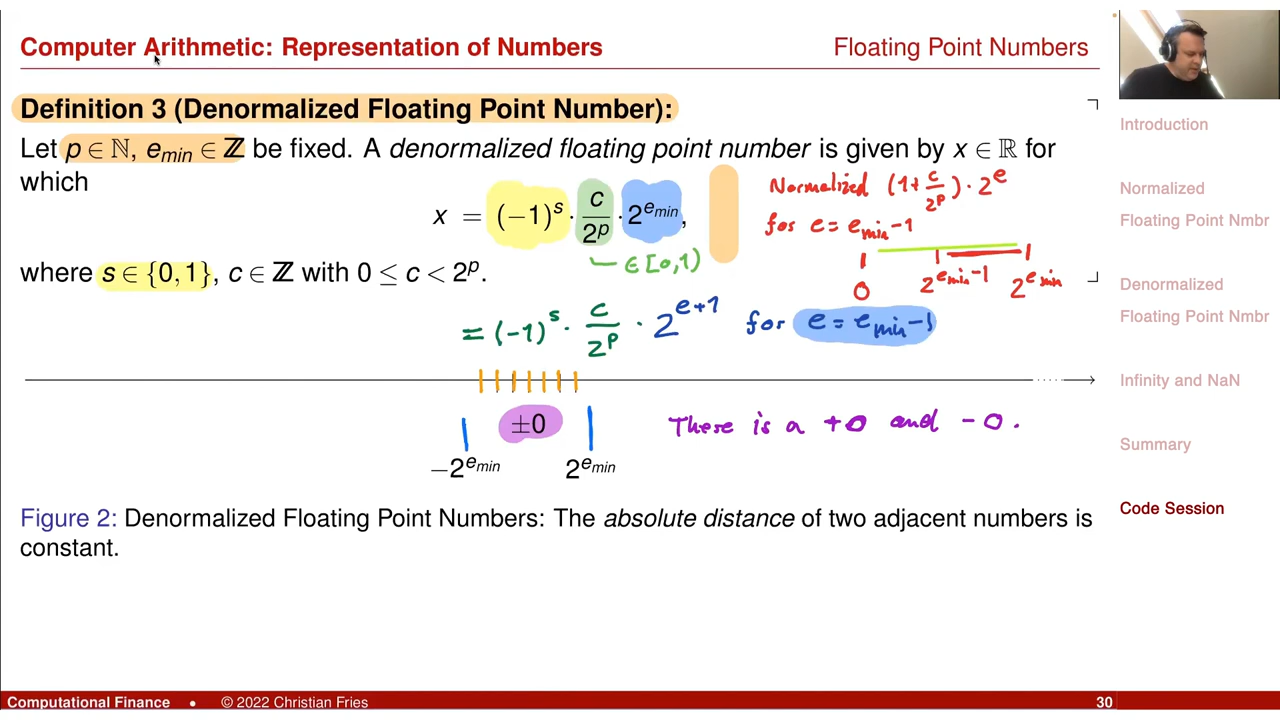 Computer Arithmetic: Representation of Numbers
Floating Point Numbers
Definition 3 (Denormalized Floating Point Number):
Let p ∈ ℕ, e_min ∈ ℤ be fixed. A denormalized floating point number is given by x ∈ ℝ for
which
x = (−1)^s · c/2^p · 2^{e_min},
Normalized (1 + c/2^p) · 2^e
for e = e_min − 1
∈ [0,1)
0 2^{e_min−1} 2^{e_min}
where s ∈ {0, 1}, c ∈ ℤ with 0 ≤ c < 2^p.
= (−1)^s · c/2^p · 2^{e+1} for e = e_min − 1
±0
There is a +0 and −0.
−2^{e_min} 2^{e_min}
Figure 2: Denormalized Floating Point Numbers: The absolute distance of two adjacent numbers is
constant.
Introduction
Normalized
Floating Point Nmbr
Denormalized
Floating Point Nmbr
Infinity and NaN
Summary
Code Session
Computational Finance • © 2022 Christian Fries
30